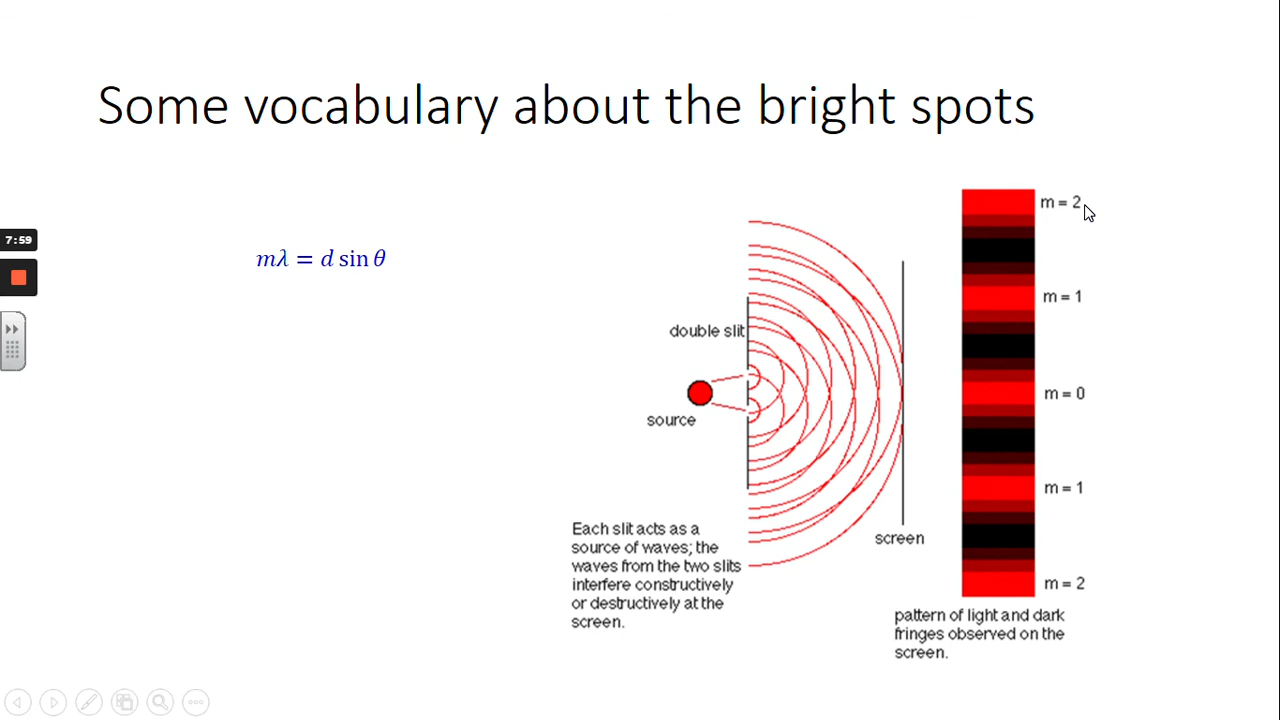 Some vocabulary about the bright spots
7:59
mλ = d sin θ
double slit
source
Each slit acts as a
source of waves; the
waves from the two slits
interfere constructively
or destructively at the
screen.
screen
m = 2
m = 1
m = 0
m = 1
m = 2
pattern of light and dark
fringes observed on the
screen.